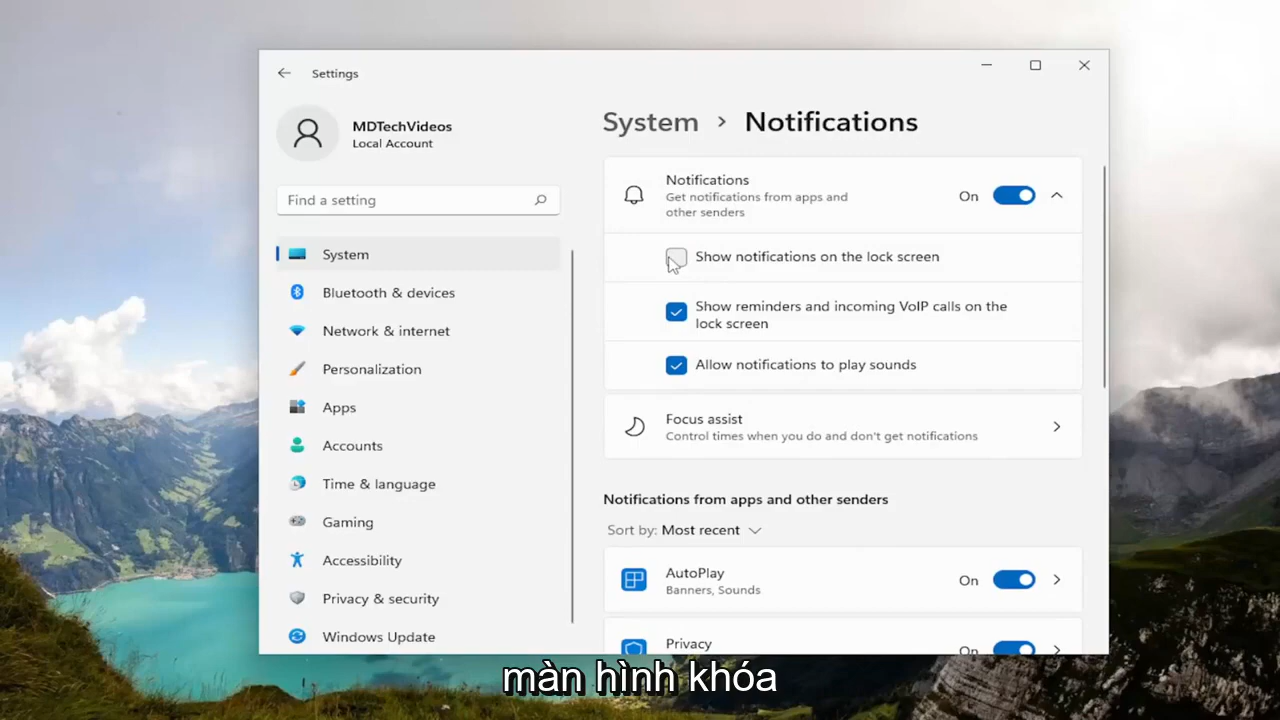 Settings
MDTechVideos
Local Account
Find a setting
System
Bluetooth & devices
Network & internet
Personalization
Apps
Accounts
Time & language
Gaming
Accessibility
Privacy & security
Windows Update
System > Notifications
Notifications
Get notifications from apps and
other senders
On
Show notifications on the lock screen
Show reminders and incoming VoIP calls on the
lock screen
Allow notifications to play sounds
Focus assist
Control times when you do and don't get notifications
Notifications from apps and other senders
Sort by: Most recent
AutoPlay
Banners, Sounds
On
Privacy
On
màn hình khóa